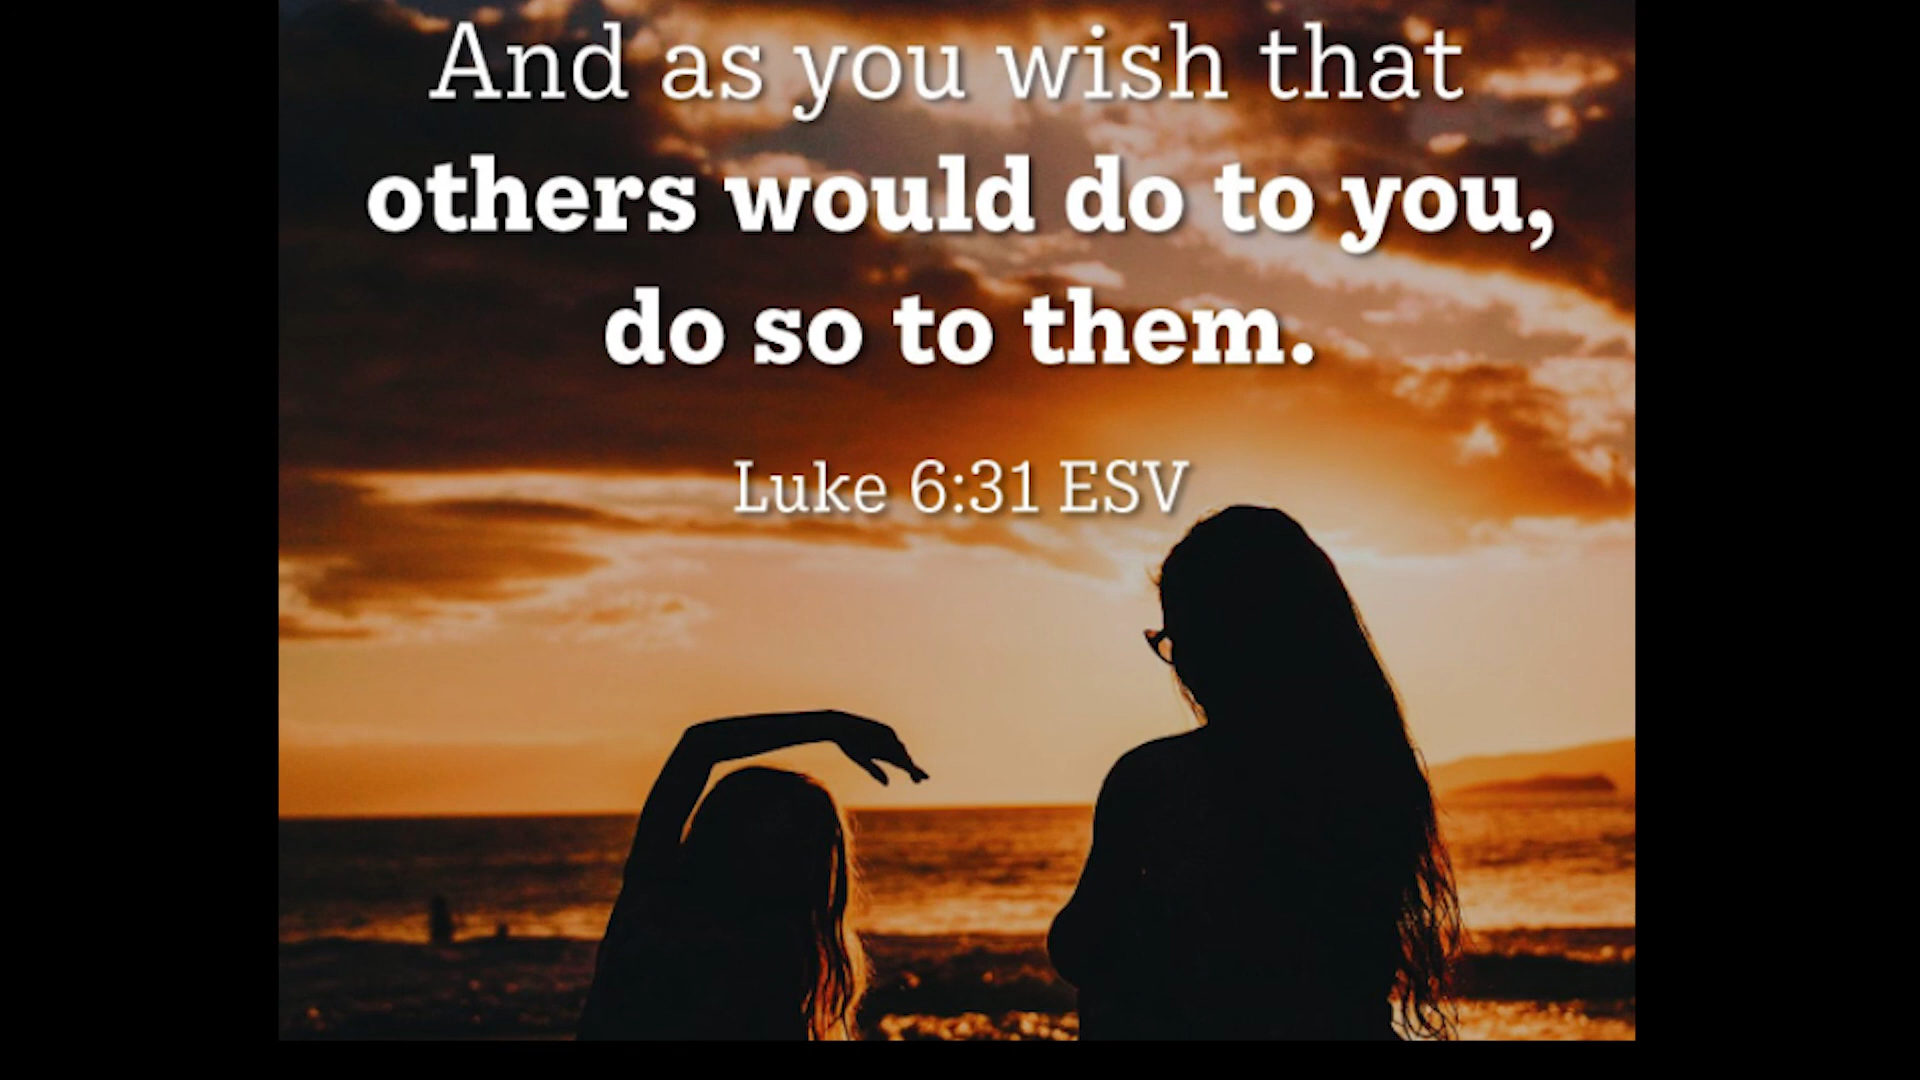 And as you wish that
others would do to you,
do so to them.
Luke 6:31 ESV